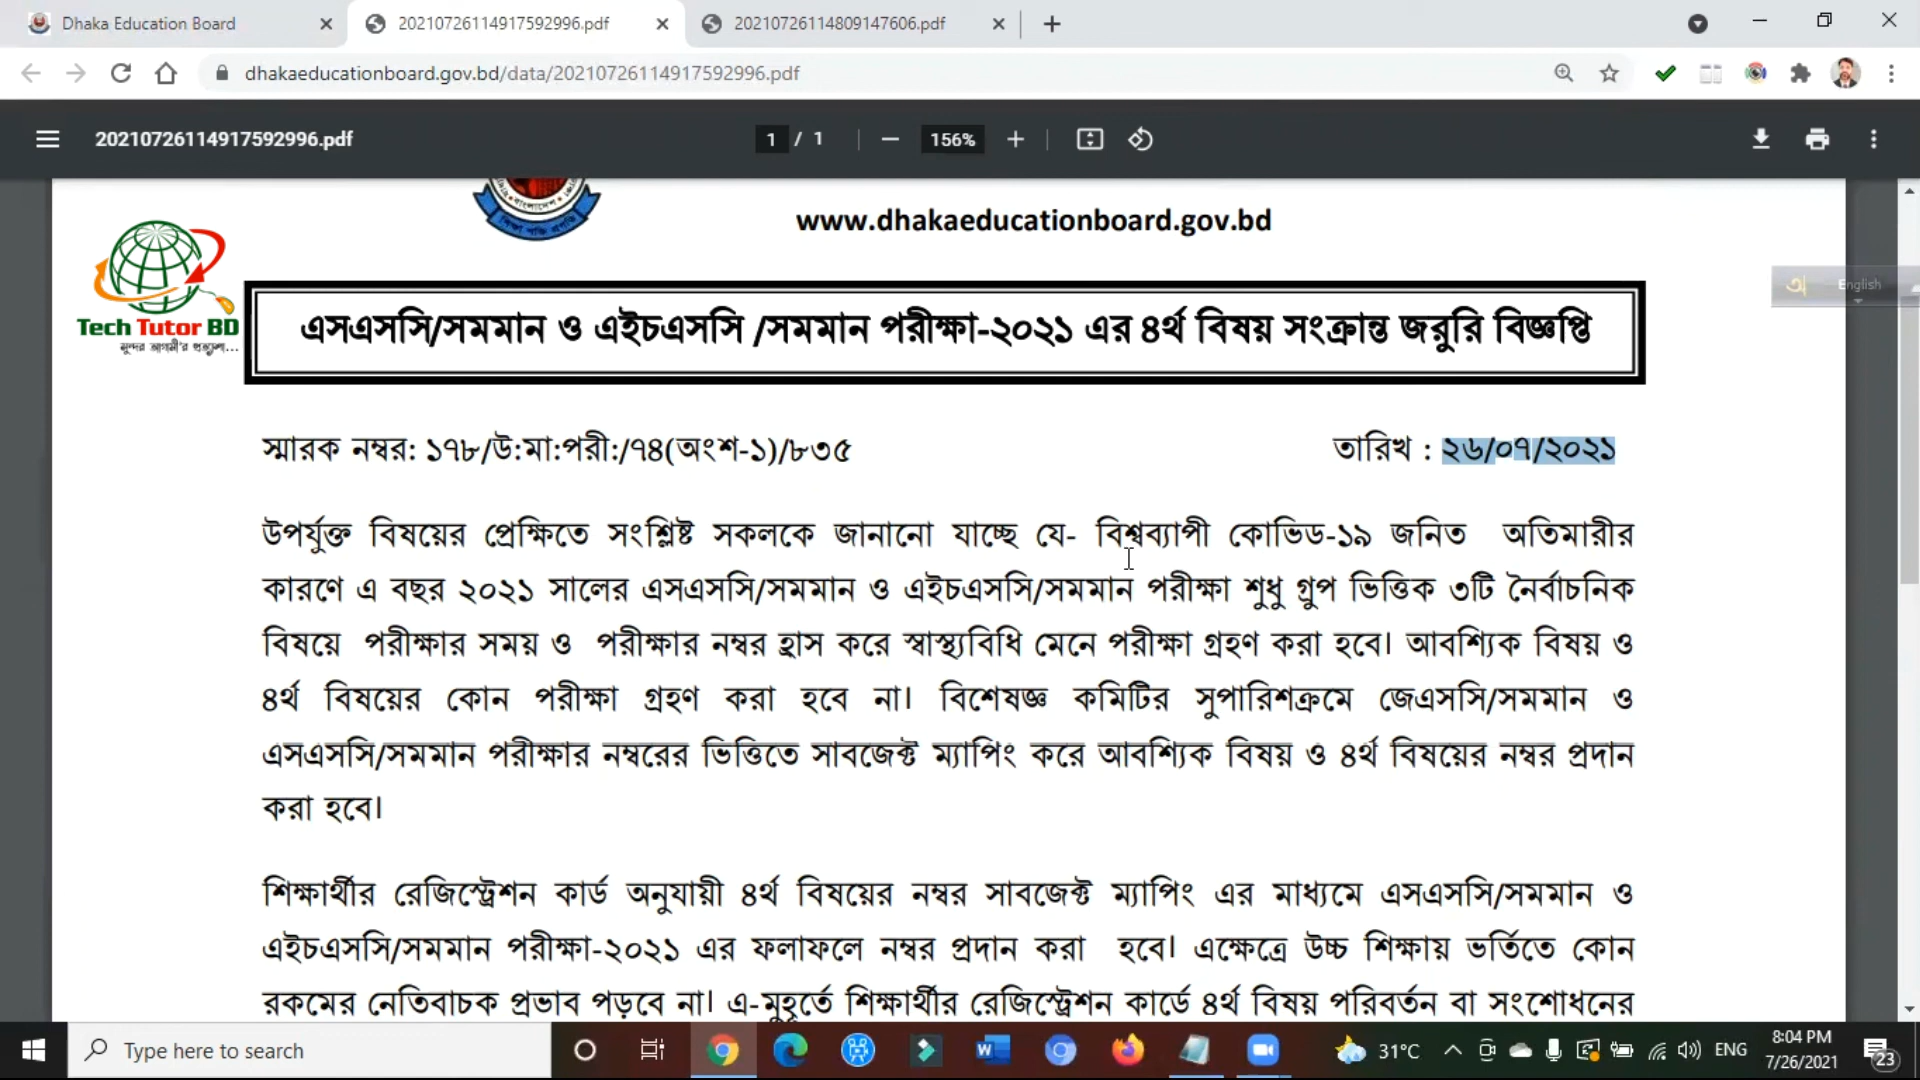 Dhaka Education Board
20210726114917592996.pdf
20210726114809147606.pdf
dhakaeducationboard.gov.bd/data/20210726114917592996.pdf
20210726114917592996.pdf
1 / 1
156%
www.dhakaeducationboard.gov.bd
Tech Tutor BD
English
এসএসসি/সমমান ও এইচএসসি /সমমান পরীক্ষা-২০২১ এর ৪র্থ বিষয় সংক্রান্ত জরুরি বিজ্ঞপ্তি
স্মারক নম্বর: ১৭৮/উ:মা:পরী:/৭৪(অংশ-১)/৮৩৫ তারিখ : ২৬/০৭/২০২১
উপর্যুক্ত বিষয়ের প্রেক্ষিতে সংশ্লিষ্ট সকলকে জানানো যাচ্ছে যে- বিশ্বব্যাপী কোভিড-১৯ জনিত অতিমারীর
কারণে এ বছর ২০২১ সালের এসএসসি/সমমান ও এইচএসসি/সমমান পরীক্ষা শুধু গ্রুপ ভিত্তিক ৩টি নৈর্বাচনিক
বিষয়ে পরীক্ষার সময় ও পরীক্ষার নম্বর হ্রাস করে স্বাস্থ্যবিধি মেনে পরীক্ষা গ্রহণ করা হবে। আবশ্যিক বিষয় ও
৪র্থ বিষয়ের কোন পরীক্ষা গ্রহণ করা হবে না। বিশেষজ্ঞ কমিটির সুপারিশক্রমে জেএসসি/সমমান ও
এসএসসি/সমমান পরীক্ষার নম্বরের ভিত্তিতে সাবজেক্ট ম্যাপিং করে আবশ্যিক বিষয় ও ৪র্থ বিষয়ের নম্বর প্রদান
করা হবে।
শিক্ষার্থীর রেজিস্ট্রেশন কার্ড অনুযায়ী ৪র্থ বিষয়ের নম্বর সাবজেক্ট ম্যাপিং এর মাধ্যমে এসএসসি/সমমান ও
এইচএসসি/সমমান পরীক্ষা-২০২১ এর ফলাফলে নম্বর প্রদান করা হবে। এক্ষেত্রে উচ্চ শিক্ষায় ভর্তিতে কোন
রকমের নেতিবাচক প্রভাব পড়বে না। এ-মুহূর্তে শিক্ষার্থীর রেজিস্ট্রেশন কার্ডে ৪র্থ বিষয় পরিবর্তন বা সংশোধনের
Type here to search
31°C
ENG
8:04 PM
7/26/2021
23